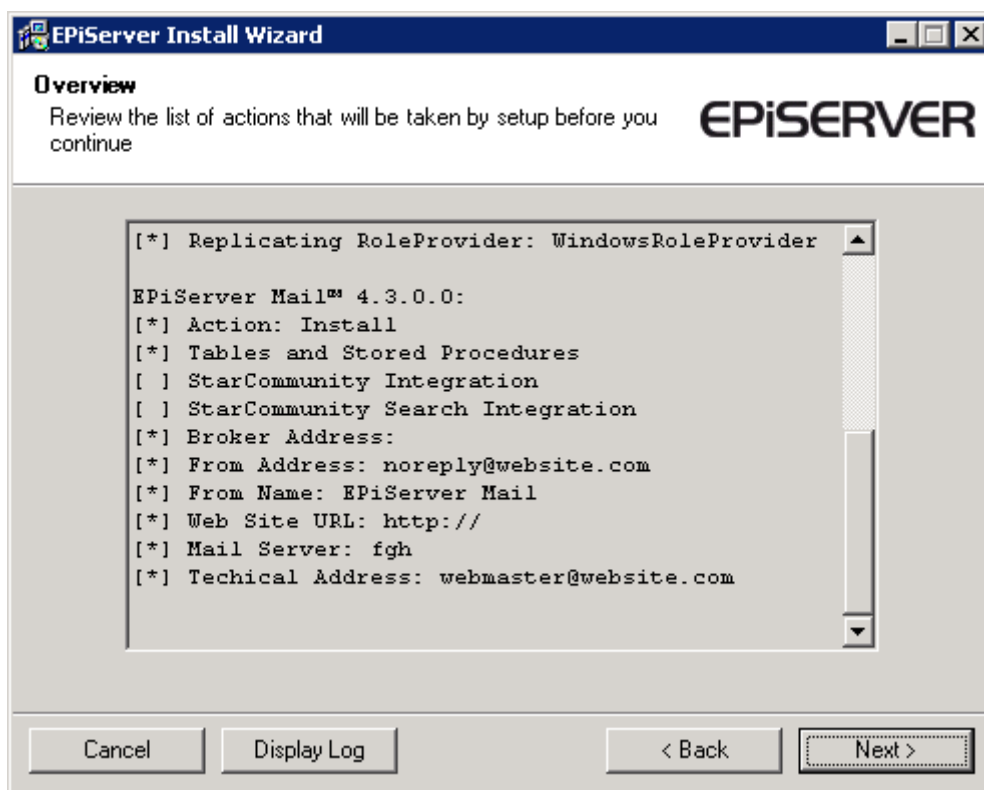 EPiServer Install Wizard
Overview
Review the list of actions that will be taken by setup before you
continue
EPiSERVER
[*] Replicating RoleProvider: WindowsRoleProvider
EPiServer Mail™ 4.3.0.0:
[*] Action: Install
[*] Tables and Stored Procedures
[ ] StarCommunity Integration
[ ] StarCommunity Search Integration
[*] Broker Address:
[*] From Address: noreply@website.com
[*] From Name: EPiServer Mail
[*] Web Site URL: http://
[*] Mail Server: fgh
[*] Techical Address: webmaster@website.com
Cancel
Display Log
< Back
Next >